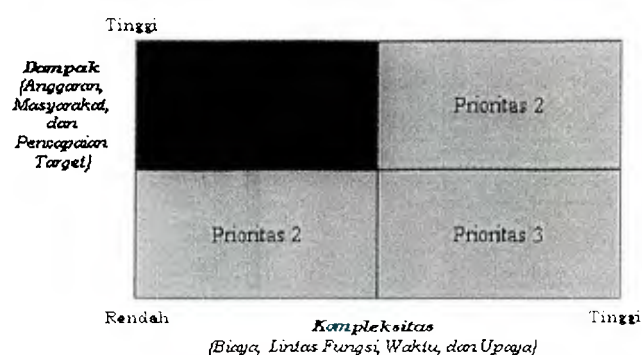 Tinggi
Dampak
(Anggaran,
Masyarakat,
dan
Pencapaian
Target)
Prioritas 2
Prioritas 2
Prioritas 3
Rendah
Tinggi
Kompleksitas
(Biaya, Lintas Fungsi, Waktu, dan Upaya)